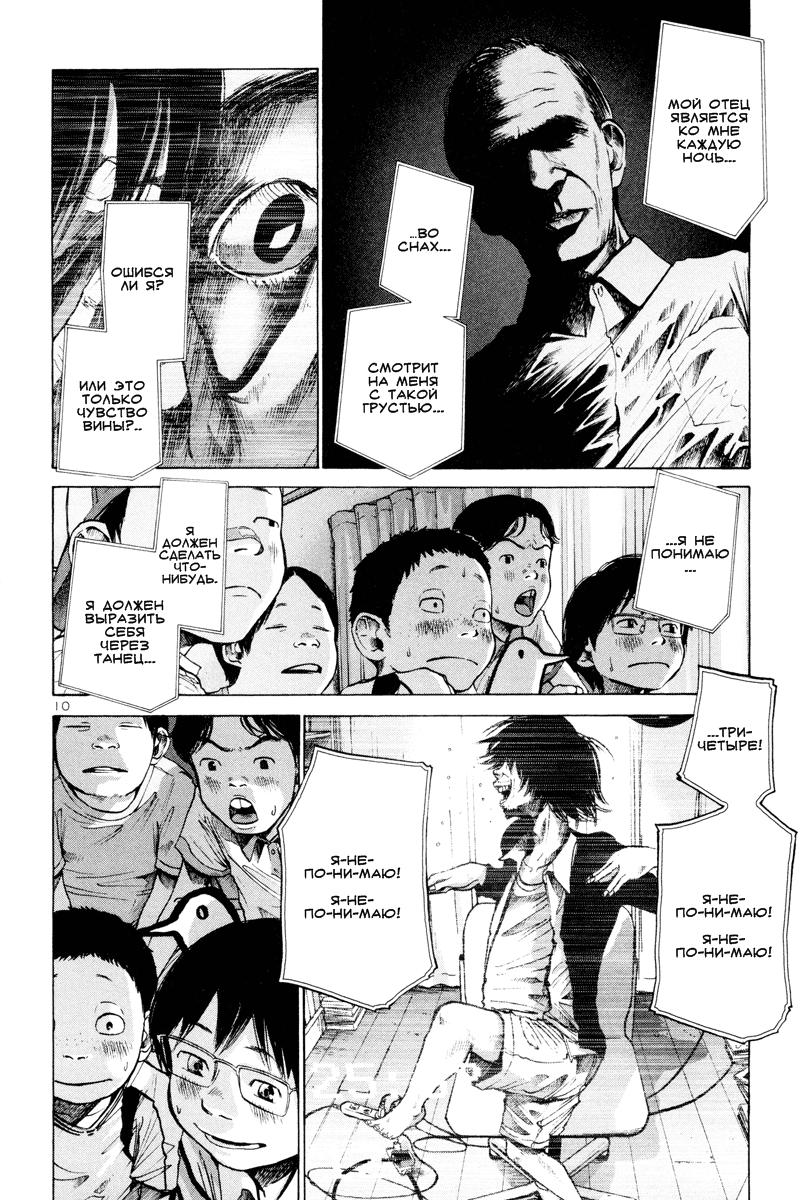 МОЙ ОТЕЦ
ЯВЛЯЕТСЯ
КО МНЕ
КАЖДУЮ
НОЧЬ...
...ВО
СНАХ...
СМОТРИТ
НА МЕНЯ
С ТАКОЙ
ГРУСТЬЮ...
ОШИБСЯ
ЛИ Я?
ИЛИ ЭТО
ТОЛЬКО
ЧУВСТВО
ВИНЫ?..
...Я НЕ
ПОНИМАЮ
...
Я
ДОЛЖЕН
СДЕЛАТЬ
ЧТО-
НИБУДЬ.
Я ДОЛЖЕН
ВЫРАЗИТЬ
СЕБЯ
ЧЕРЕЗ
ТАНЕЦ...
10
...ТРИ-
ЧЕТЫРЕ!
Я-НЕ-
ПО-НИ-МАЮ!
Я-НЕ-
ПО-НИ-МАЮ!
Я-НЕ-
ПО-НИ-МАЮ!
Я-НЕ-
ПО-НИ-МАЮ!